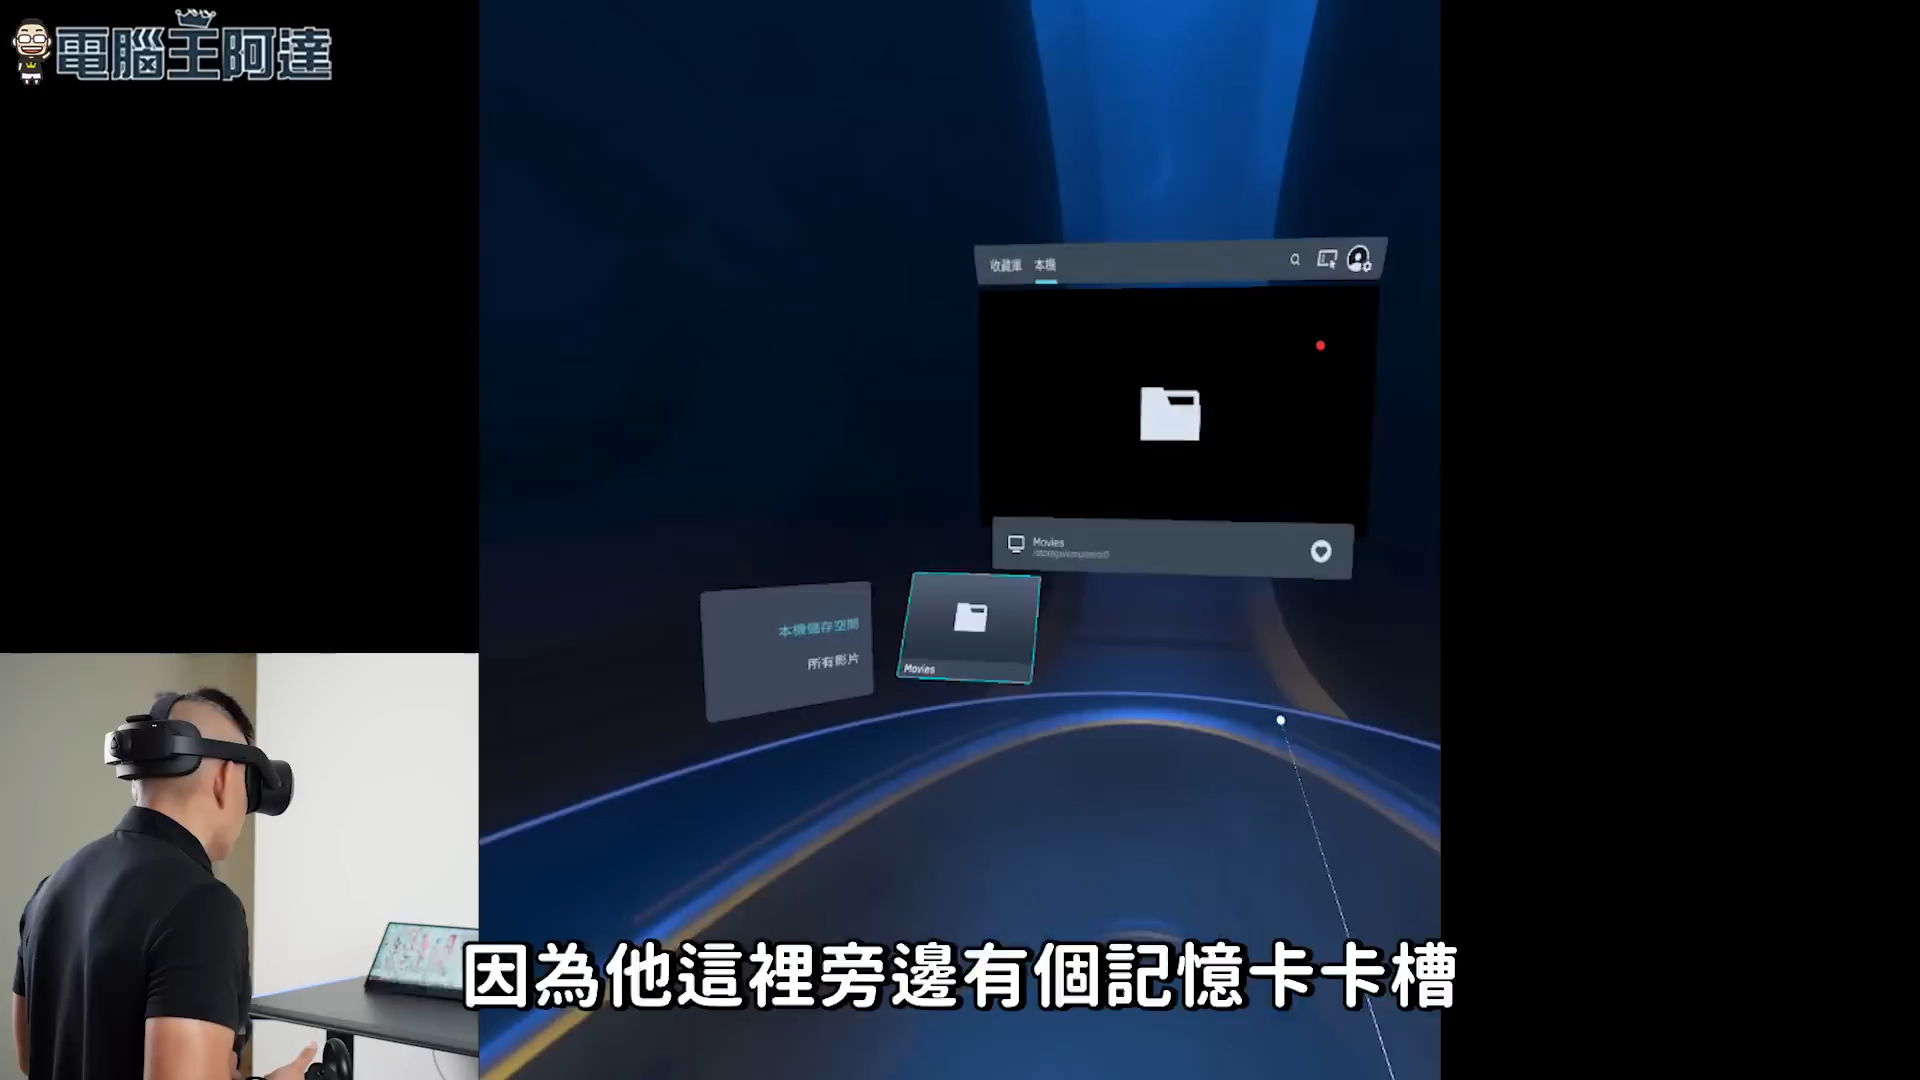 電腦王阿達
收藏庫 本機
Movies
本機儲存空間
所有影片
Movies
因為他這裡旁邊有個記憶卡卡槽